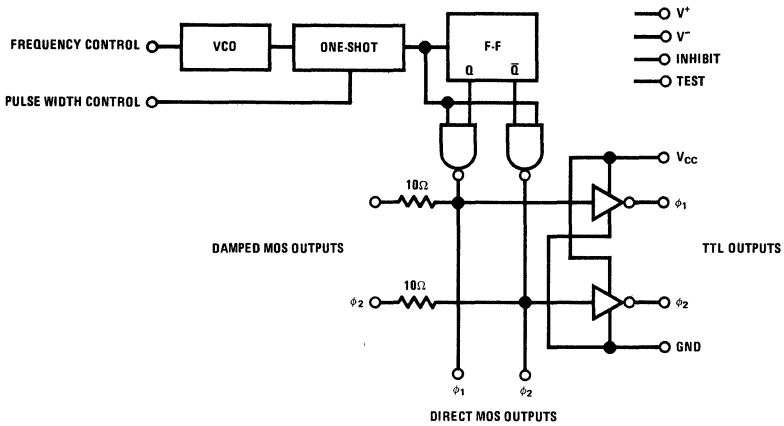 V⁺
V⁻
INHIBIT
TEST
FREQUENCY CONTROL
VCO
ONE-SHOT
F-F
Q
Q̅
PULSE WIDTH CONTROL
VCC
10Ω
ϕ1
DAMPED MOS OUTPUTS
TTL OUTPUTS
10Ω
ϕ2
ϕ2
GND
ϕ1
ϕ2
DIRECT MOS OUTPUTS